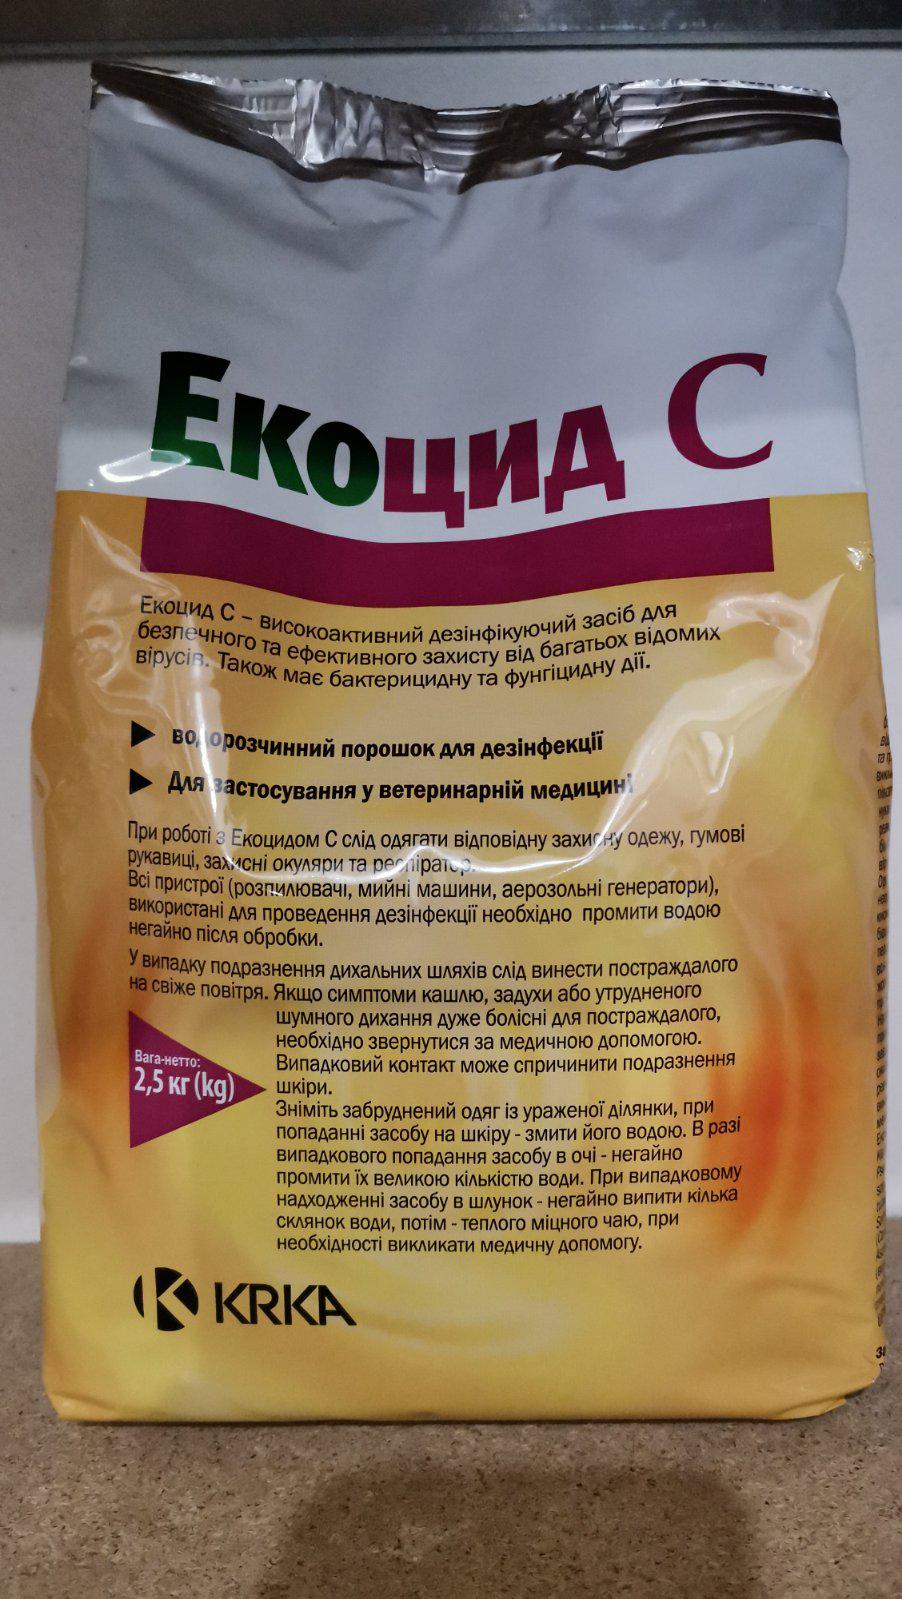 Екоцид С
Екоцид С – високоактивний дезінфікуючий засіб для
безпечного та ефективного захисту від багатьох відомих
вірусів. Також має бактерицидну та фунгіцидну дії.
водорозчинний порошок для дезінфекції
Для застосування у ветеринарній медицині
При роботі з Екоцидом С слід одягати відповідну захисну одежу, гумові
рукавиці, захисні окуляри та респіратор.
Всі пристрої (розпилювачі, мийні машини, аерозольні генератори),
використані для проведення дезінфекції необхідно промити водою
негайно після обробки.
У випадку подразнення дихальних шляхів слід винести постраждалого
на свіже повітря. Якщо симптоми кашлю, задухи або утрудненого
шумного дихання дуже болісні для постраждалого,
необхідно звернутися за медичною допомогою.
Випадковий контакт може спричинити подразнення
шкіри.
Зніміть забруднений одяг із ураженої ділянки, при
попаданні засобу на шкіру - змити його водою. В разі
випадкового попадання засобу в очі - негайно
промити їх великою кількістю води. При випадковому
надходженні засобу в шлунок - негайно випити кілька
склянок води, потім - теплого міцного чаю, при
необхідності викликати медичну допомогу.
Вага-нетто:
2,5 кг (kg)
KRKA